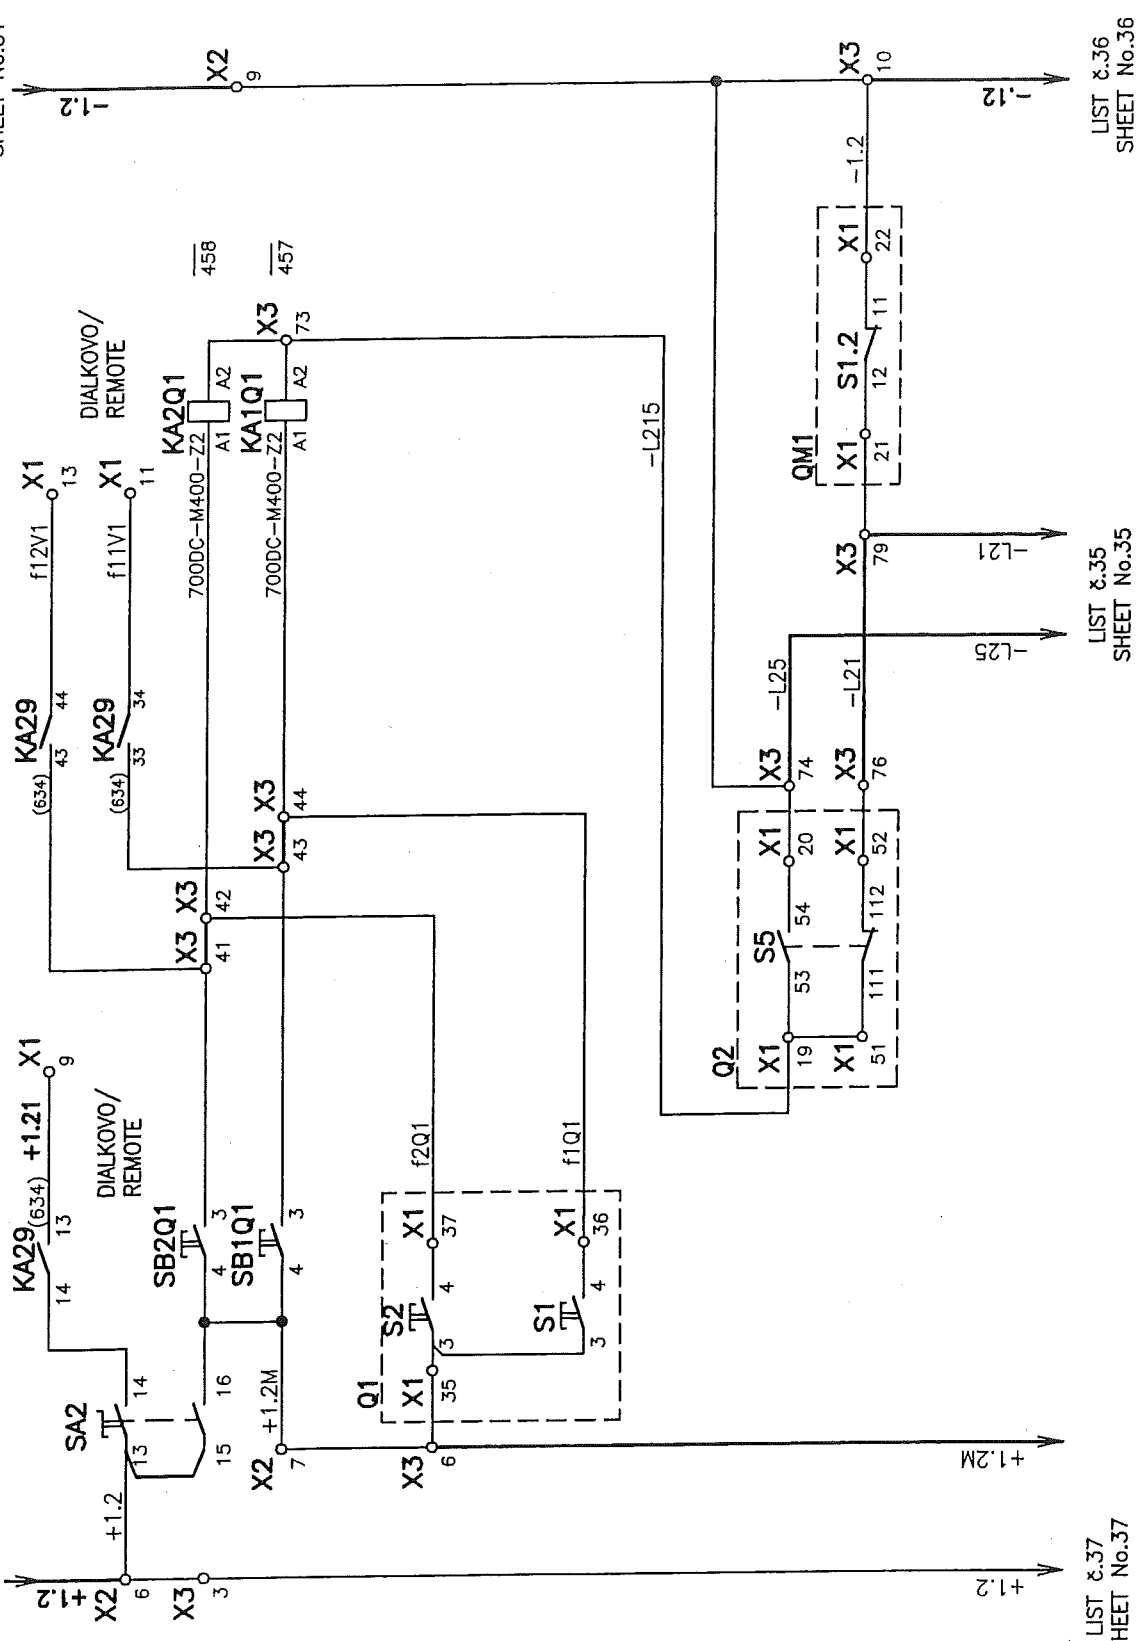 SHEET No.
-1.2
X2
9
X3
10
-.12
LIST č.36
SHEET No.36
-1.2
X1
22
11
S1.2
12
X1
21
QM1
X3
79
-L21
-L25
LIST č.35
SHEET No.35
458
457
DIALKOVO/
REMOTE
X3
73
KA2Q1
A2
A1
700DC-M400-Z2
KA1Q1
A2
A1
700DC-M400-Z2
-L215
X1
13
f12V1
X1
11
f11V1
KA29
44
43
(634)
KA29
34
33
(634)
X3
44
X3
43
X3
42
X3
41
-L25
-L21
X3
74
X3
76
X1
20
X1
52
54
S5
53
112
111
Q2
X1
19
X1
51
X1
9
+1.21
(634)
KA29
13
14
DIALKOVO/
REMOTE
SB2Q1
3
4
SB1Q1
3
4
f2Q1
f1Q1
X1
37
X1
36
S2
4
3
S1
4
3
Q1
X1
35
SA2
14
13
16
15
+1.2M
X2
7
X3
6
+1.2M
+1.2
+1.2
X2
6
X3
3
+1.2
LIST č.37
HEET No.37